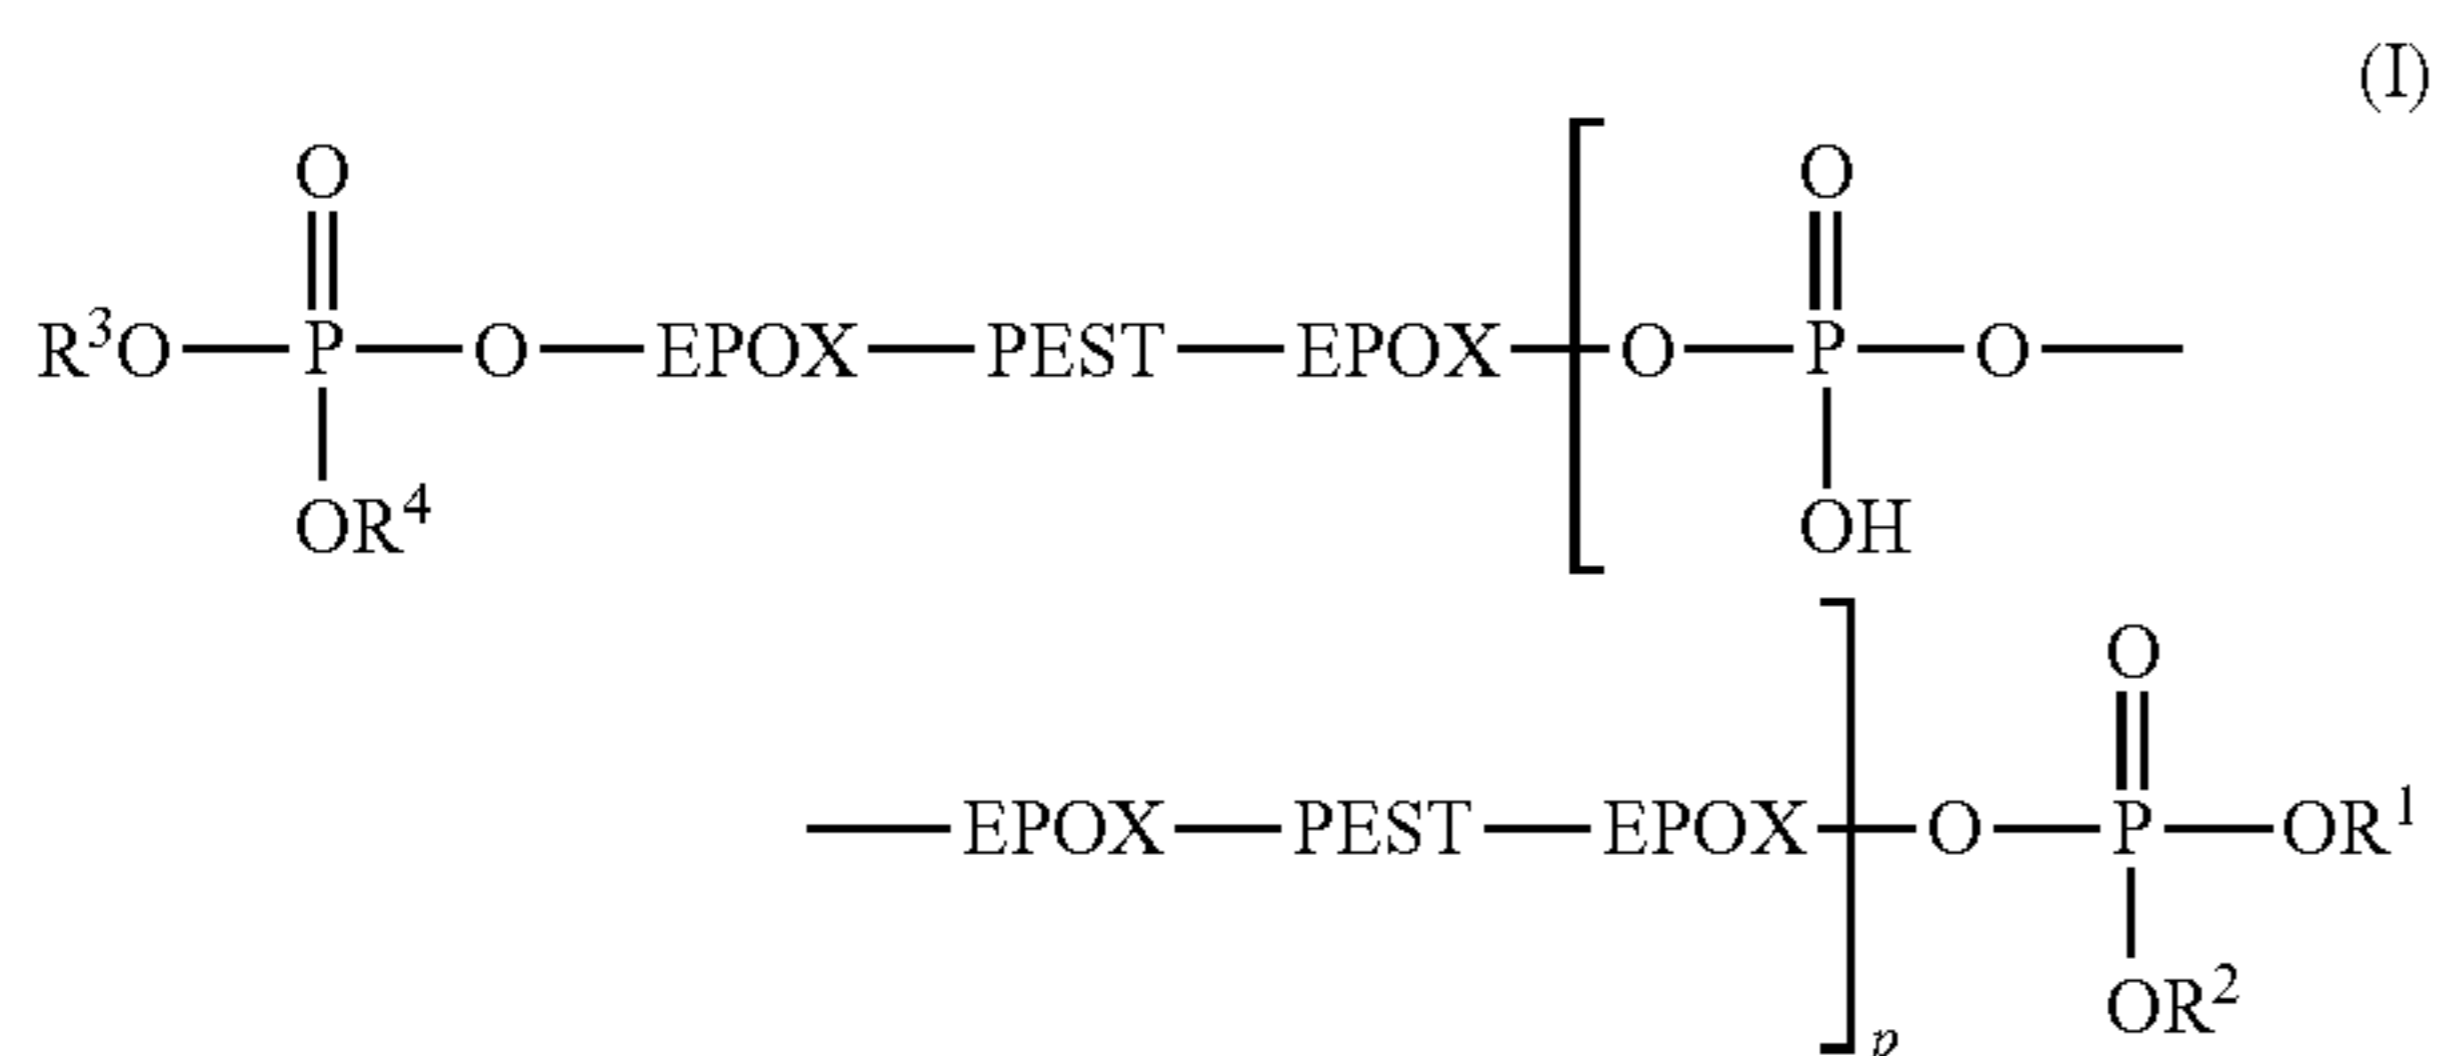 (I)
O O
R³O—P—O—EPOX—PEST—EPOX—[O—P—O—
OR⁴ OH
O
—EPOX—PEST—EPOX—]p—O—P—OR¹
OR²